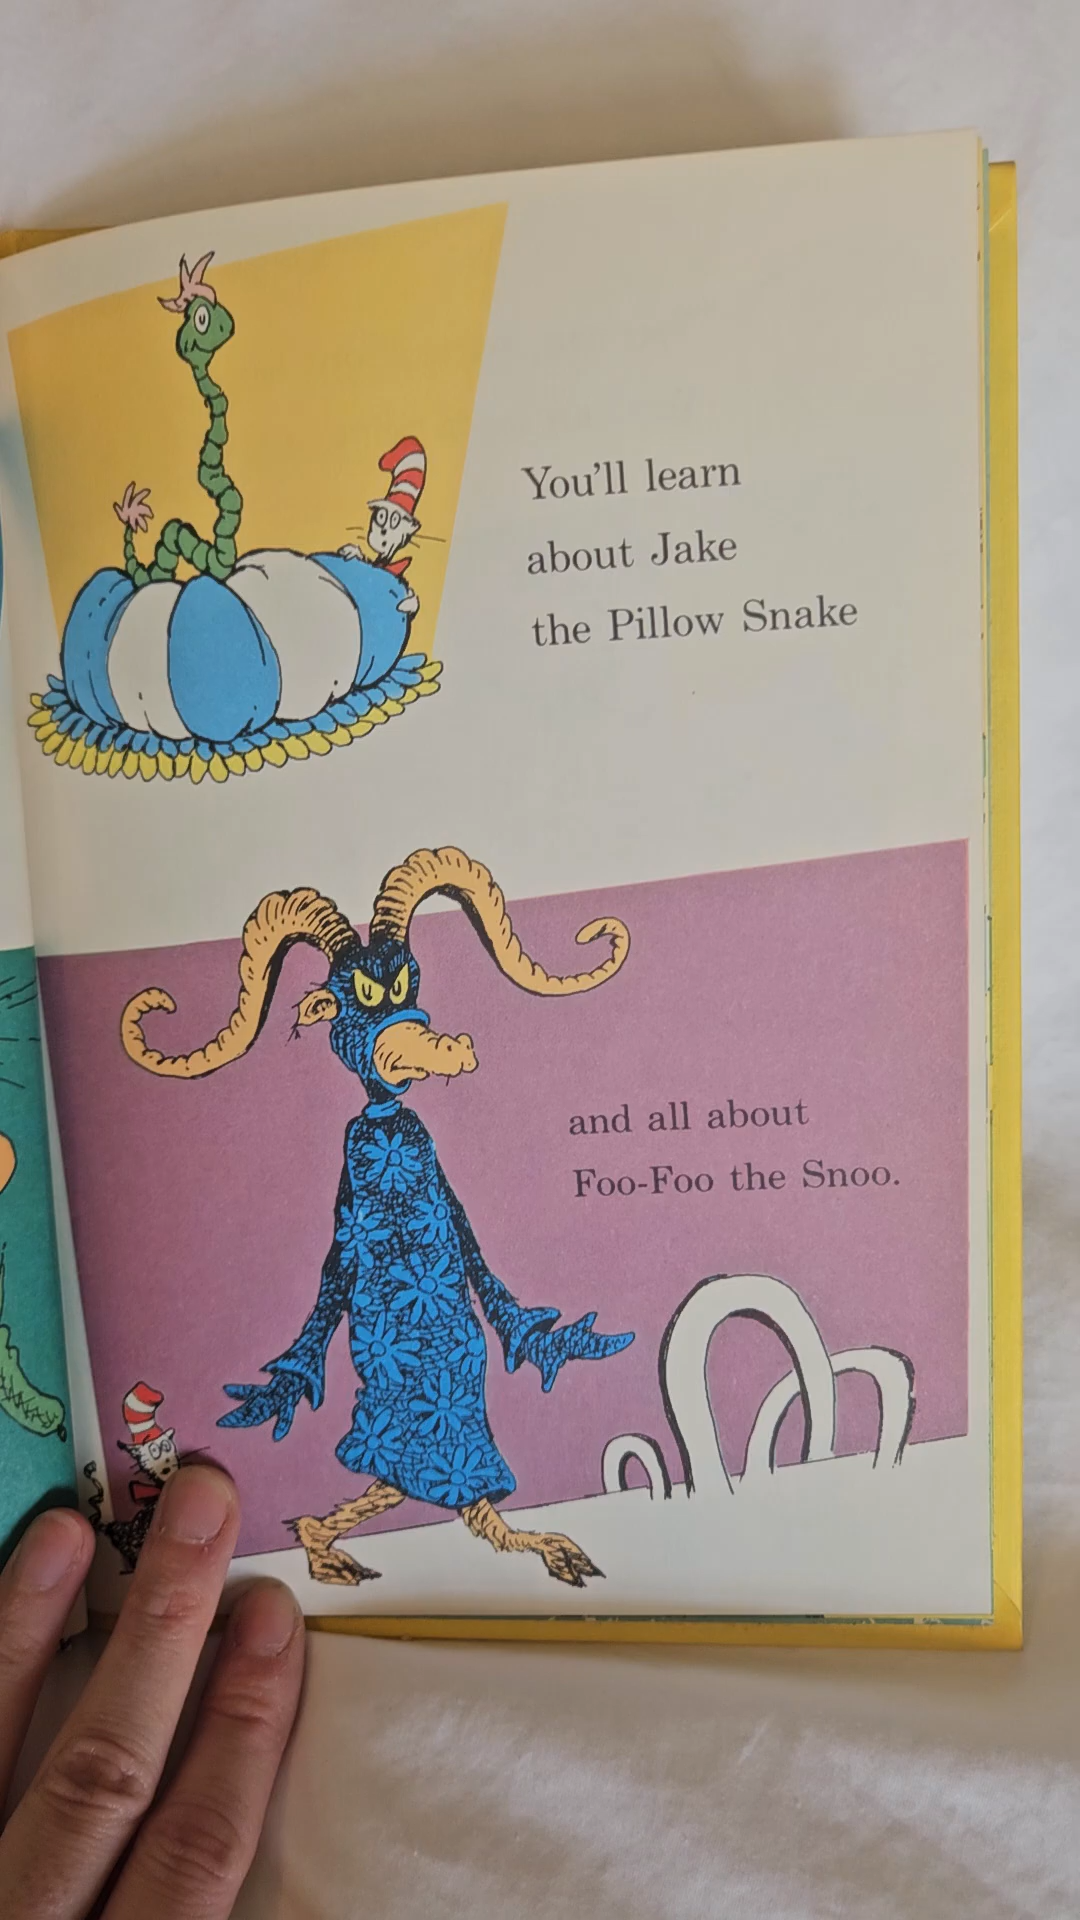 You'll learn
about Jake
the Pillow Snake
and all about
Foo-Foo the Snoo.